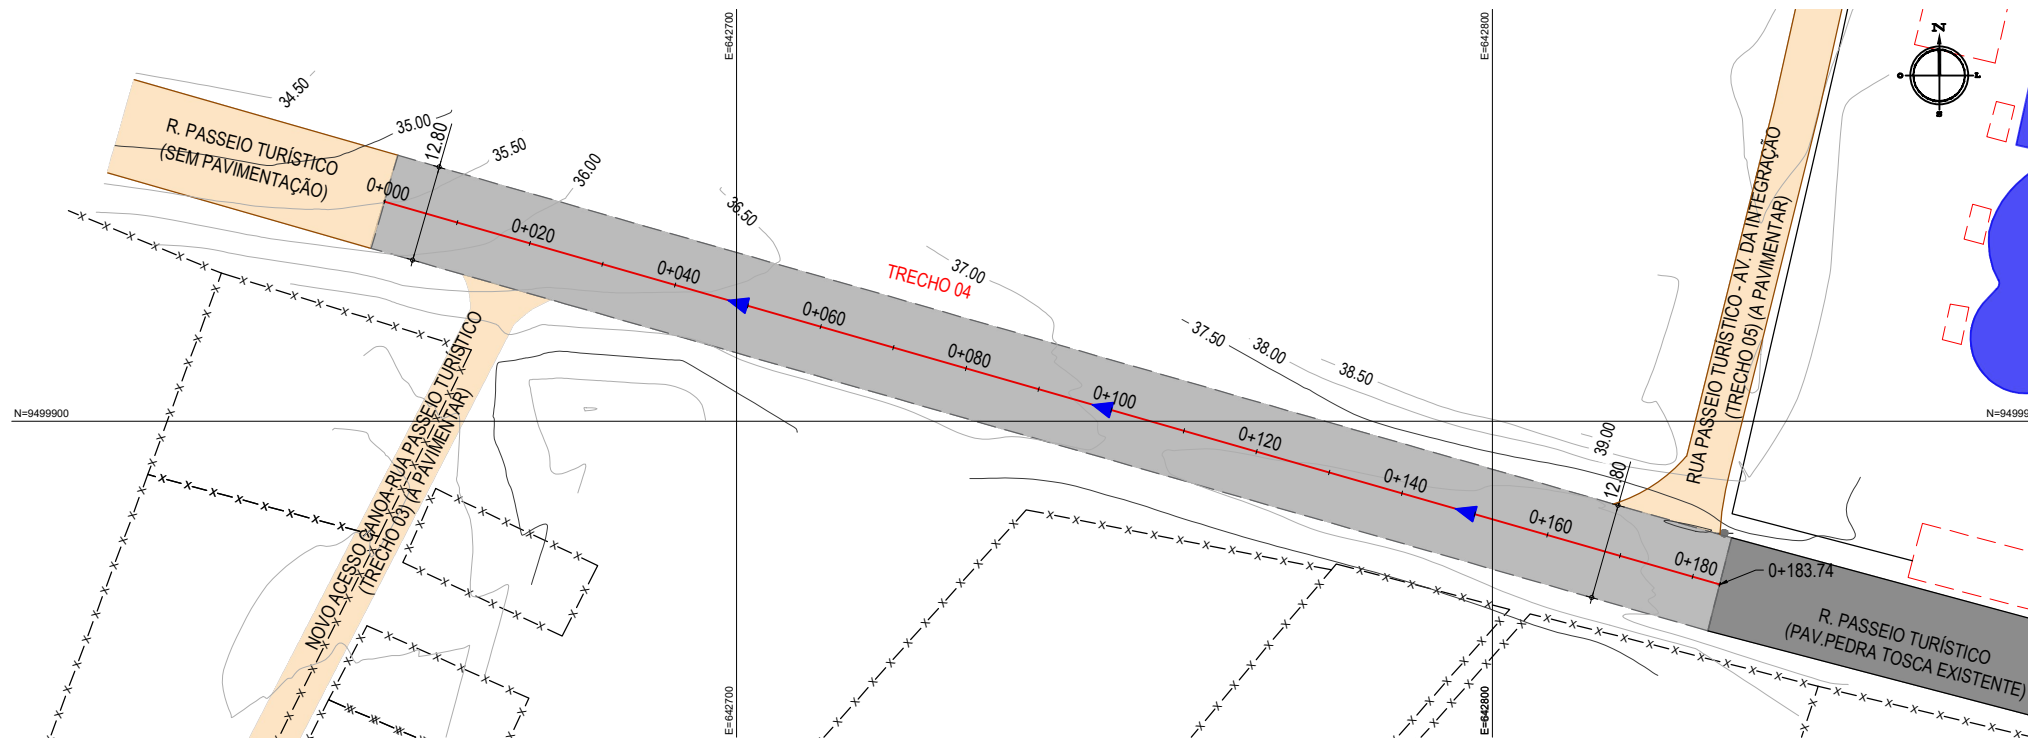 E=642700
E=642800
N
O
L
S
34.50
35.00
12.80
35.50
36.00
36.50
37.00
R. PASSEIO TURÍSTICO
(SEM PAVIMENTAÇÃO)
0+000
0+020
0+040
0+060
0+080
0+100
0+120
0+140
0+160
0+180
0+183.74
TRECHO 04
37.50
38.00
38.50
39.00
12.80
RUA PASSEIO TURÍSTICO - AV. DA INTEGRAÇÃO
(TRECHO 05) (A PAVIMENTAR)
N=9499900
N=94999
NOVO ACESSO CANOA-RUA PASSEIO TURÍSTICO
(TRECHO 03) (A PAVIMENTAR)
R. PASSEIO TURÍSTICO
(PAV.PEDRA TOSCA EXISTENTE)
E=642700
E=642800